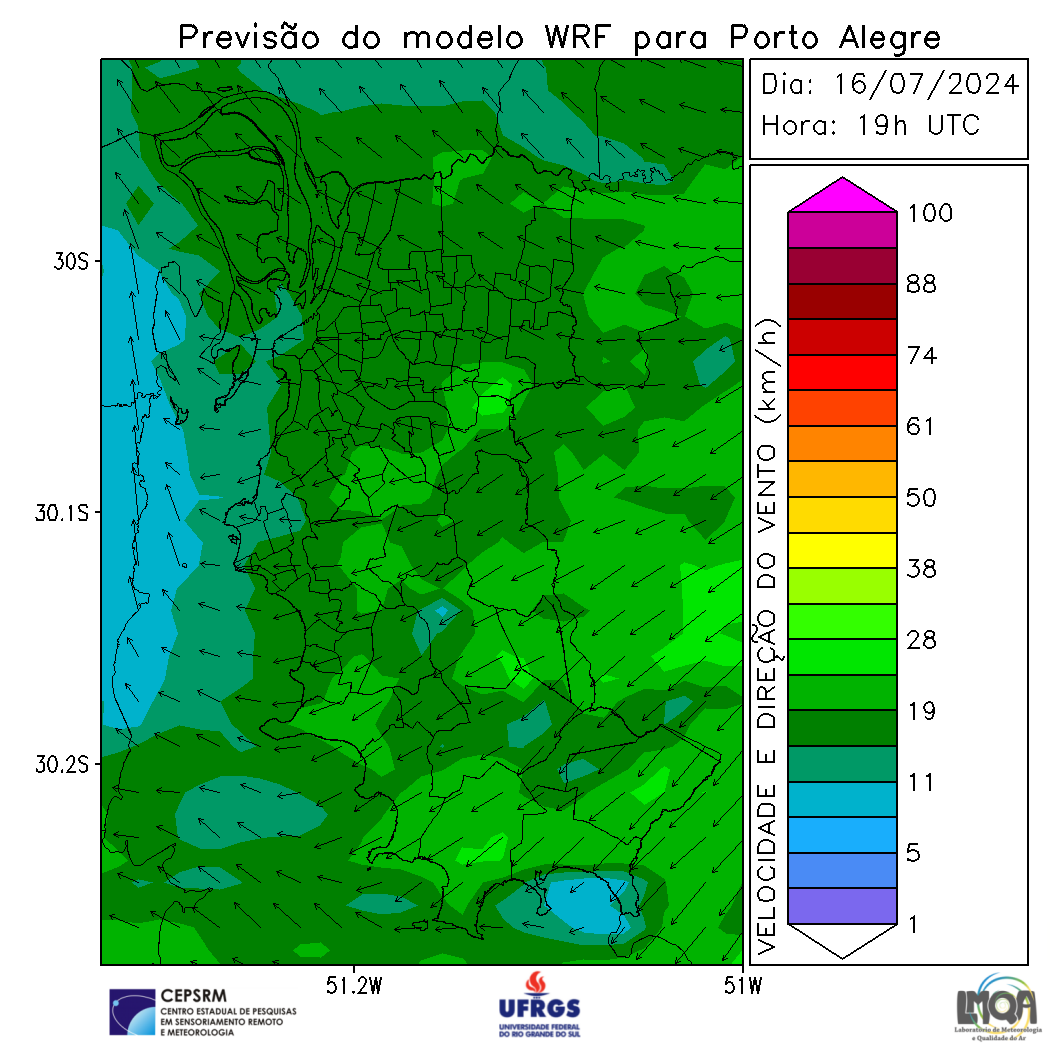 Previsão do modelo WRF para Porto Alegre
Dia: 16/07/2024
Hora: 19h UTC
30S
30.1S
30.2S
51.2W
51W
VELOCIDADE E DIREÇÃO DO VENTO (km/h)
100
88
74
61
50
38
28
19
11
5
1
CEPSRM
CENTRO ESTADUAL DE PESQUISAS
EM SENSORIAMENTO REMOTO
E METEOROLOGIA
UFRGS
UNIVERSIDADE FEDERAL
DO RIO GRANDE DO SUL
LMQA
Laboratório de Meteorologia
e Qualidade do Ar